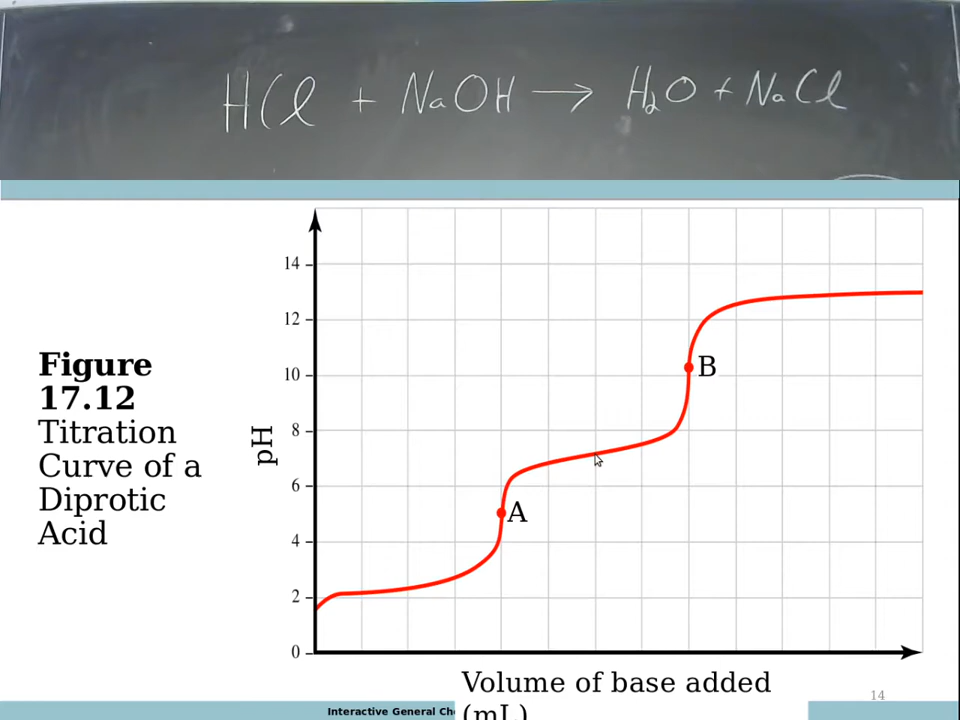 HCl + NaOH → H₂O + NaCl
Figure
17.12
Titration
Curve of a
Diprotic
Acid
pH
14
12
10
8
6
4
2
0
A
B
Volume of base added
(mL)
14
Interactive General Ch